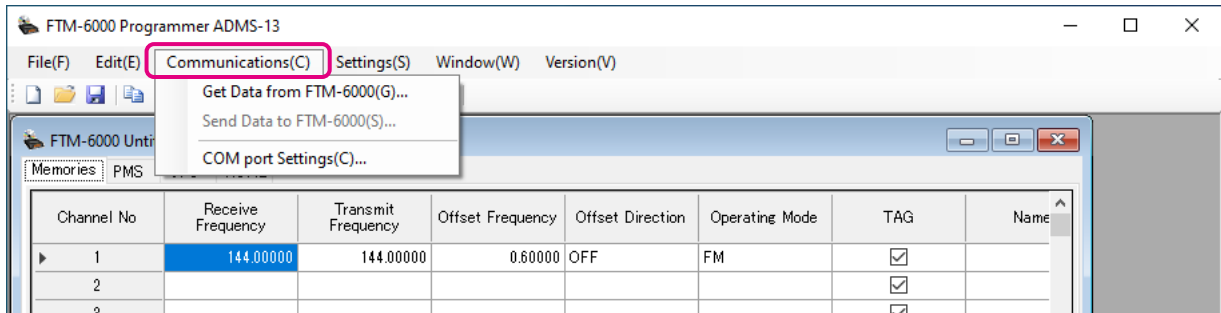 FTM-6000 Programmer ADMS-13
File(F) Edit(E) Communications(C) Settings(S) Window(W) Version(V)
Get Data from FTM-6000(G)...
Send Data to FTM-6000(S)...
COM port Settings(C)...
FTM-6000
Memories PMS
Channel No Receive Frequency Transmit Frequency Offset Frequency Offset Direction Operating Mode TAG Name
1 144.00000 144.00000 0.60000 OFF FM
2